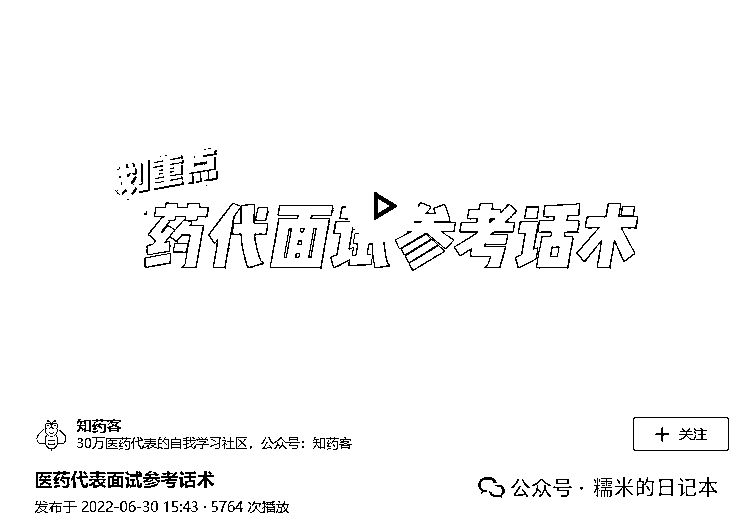 划重点
药代面试参考话术
知药客
30万医药代表的自我学习社区，公众号：知药客
+ 关注
医药代表面试参考话术
发布于 2022-06-30 15:43 · 5764 次播放
公众号 · 糯米的日记本